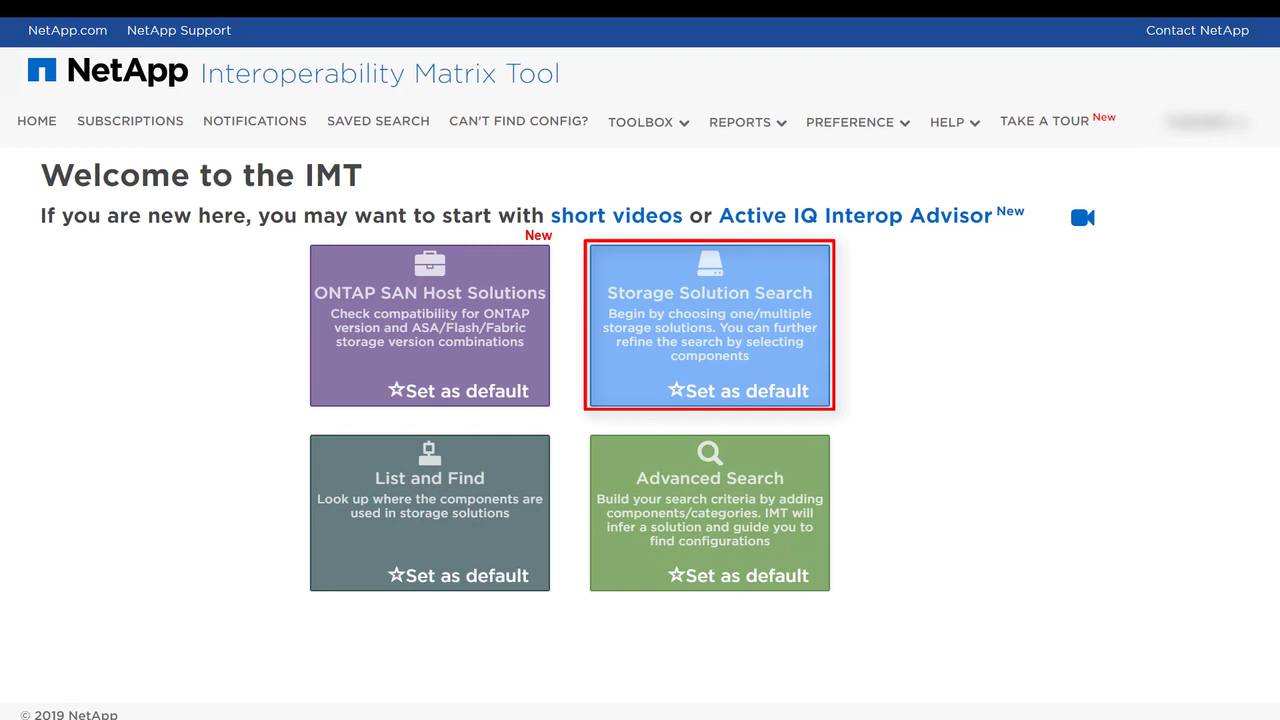 NetApp.com NetApp Support Contact NetApp
NetApp Interoperability Matrix Tool
HOME SUBSCRIPTIONS NOTIFICATIONS SAVED SEARCH CAN'T FIND CONFIG? TOOLBOX REPORTS PREFERENCE HELP TAKE A TOUR New
Welcome to the IMT
If you are new here, you may want to start with short videos or Active IQ Interop Advisor New
New
ONTAP SAN Host Solutions
Check compatibility for ONTAP
version and ASA/Flash/Fabric
storage version combinations
Set as default
Storage Solution Search
Begin by choosing one/multiple
storage solutions. You can further
refine the search by selecting
components
Set as default
List and Find
Look up where the components are
used in storage solutions
Set as default
Advanced Search
Build your search criteria by adding
components/categories. IMT will
infer a solution and guide you to
find configurations
Set as default
© 2019 NetApp